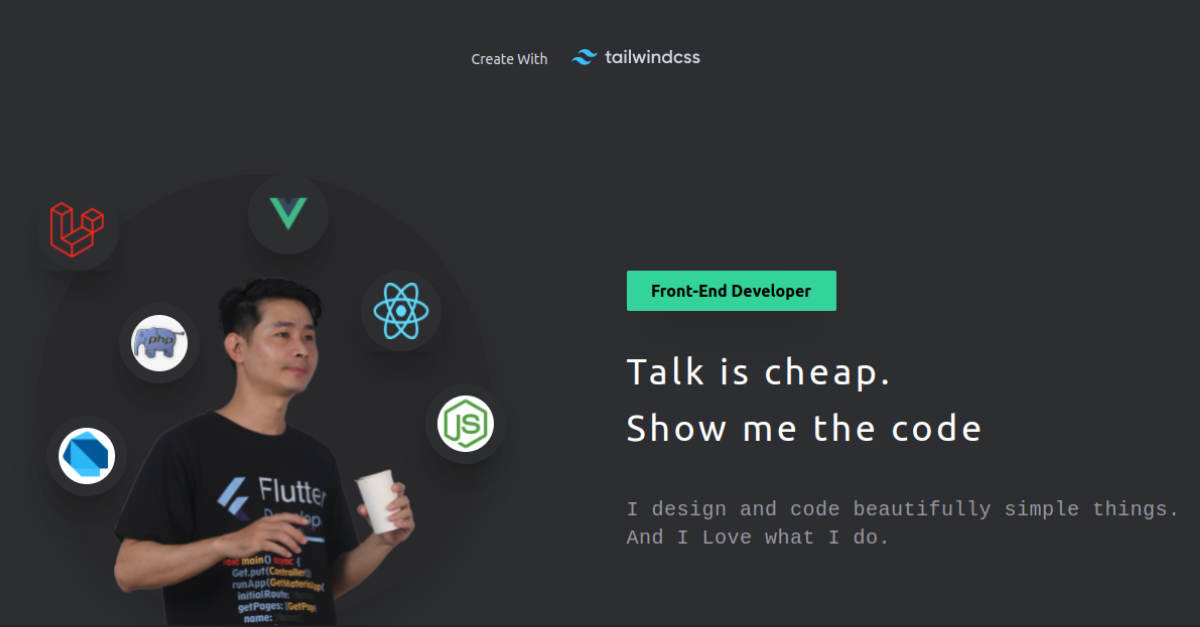 Create With tailwindcss
php
JS
Front-End Developer
Talk is cheap.
Show me the code
I design and code beautifully simple things.
And I Love what I do.
Flutter
void main() async {
Get.put(Controller
runApp(GetMaterialApp(
initialRoute:
getPages: [GetPage
name: